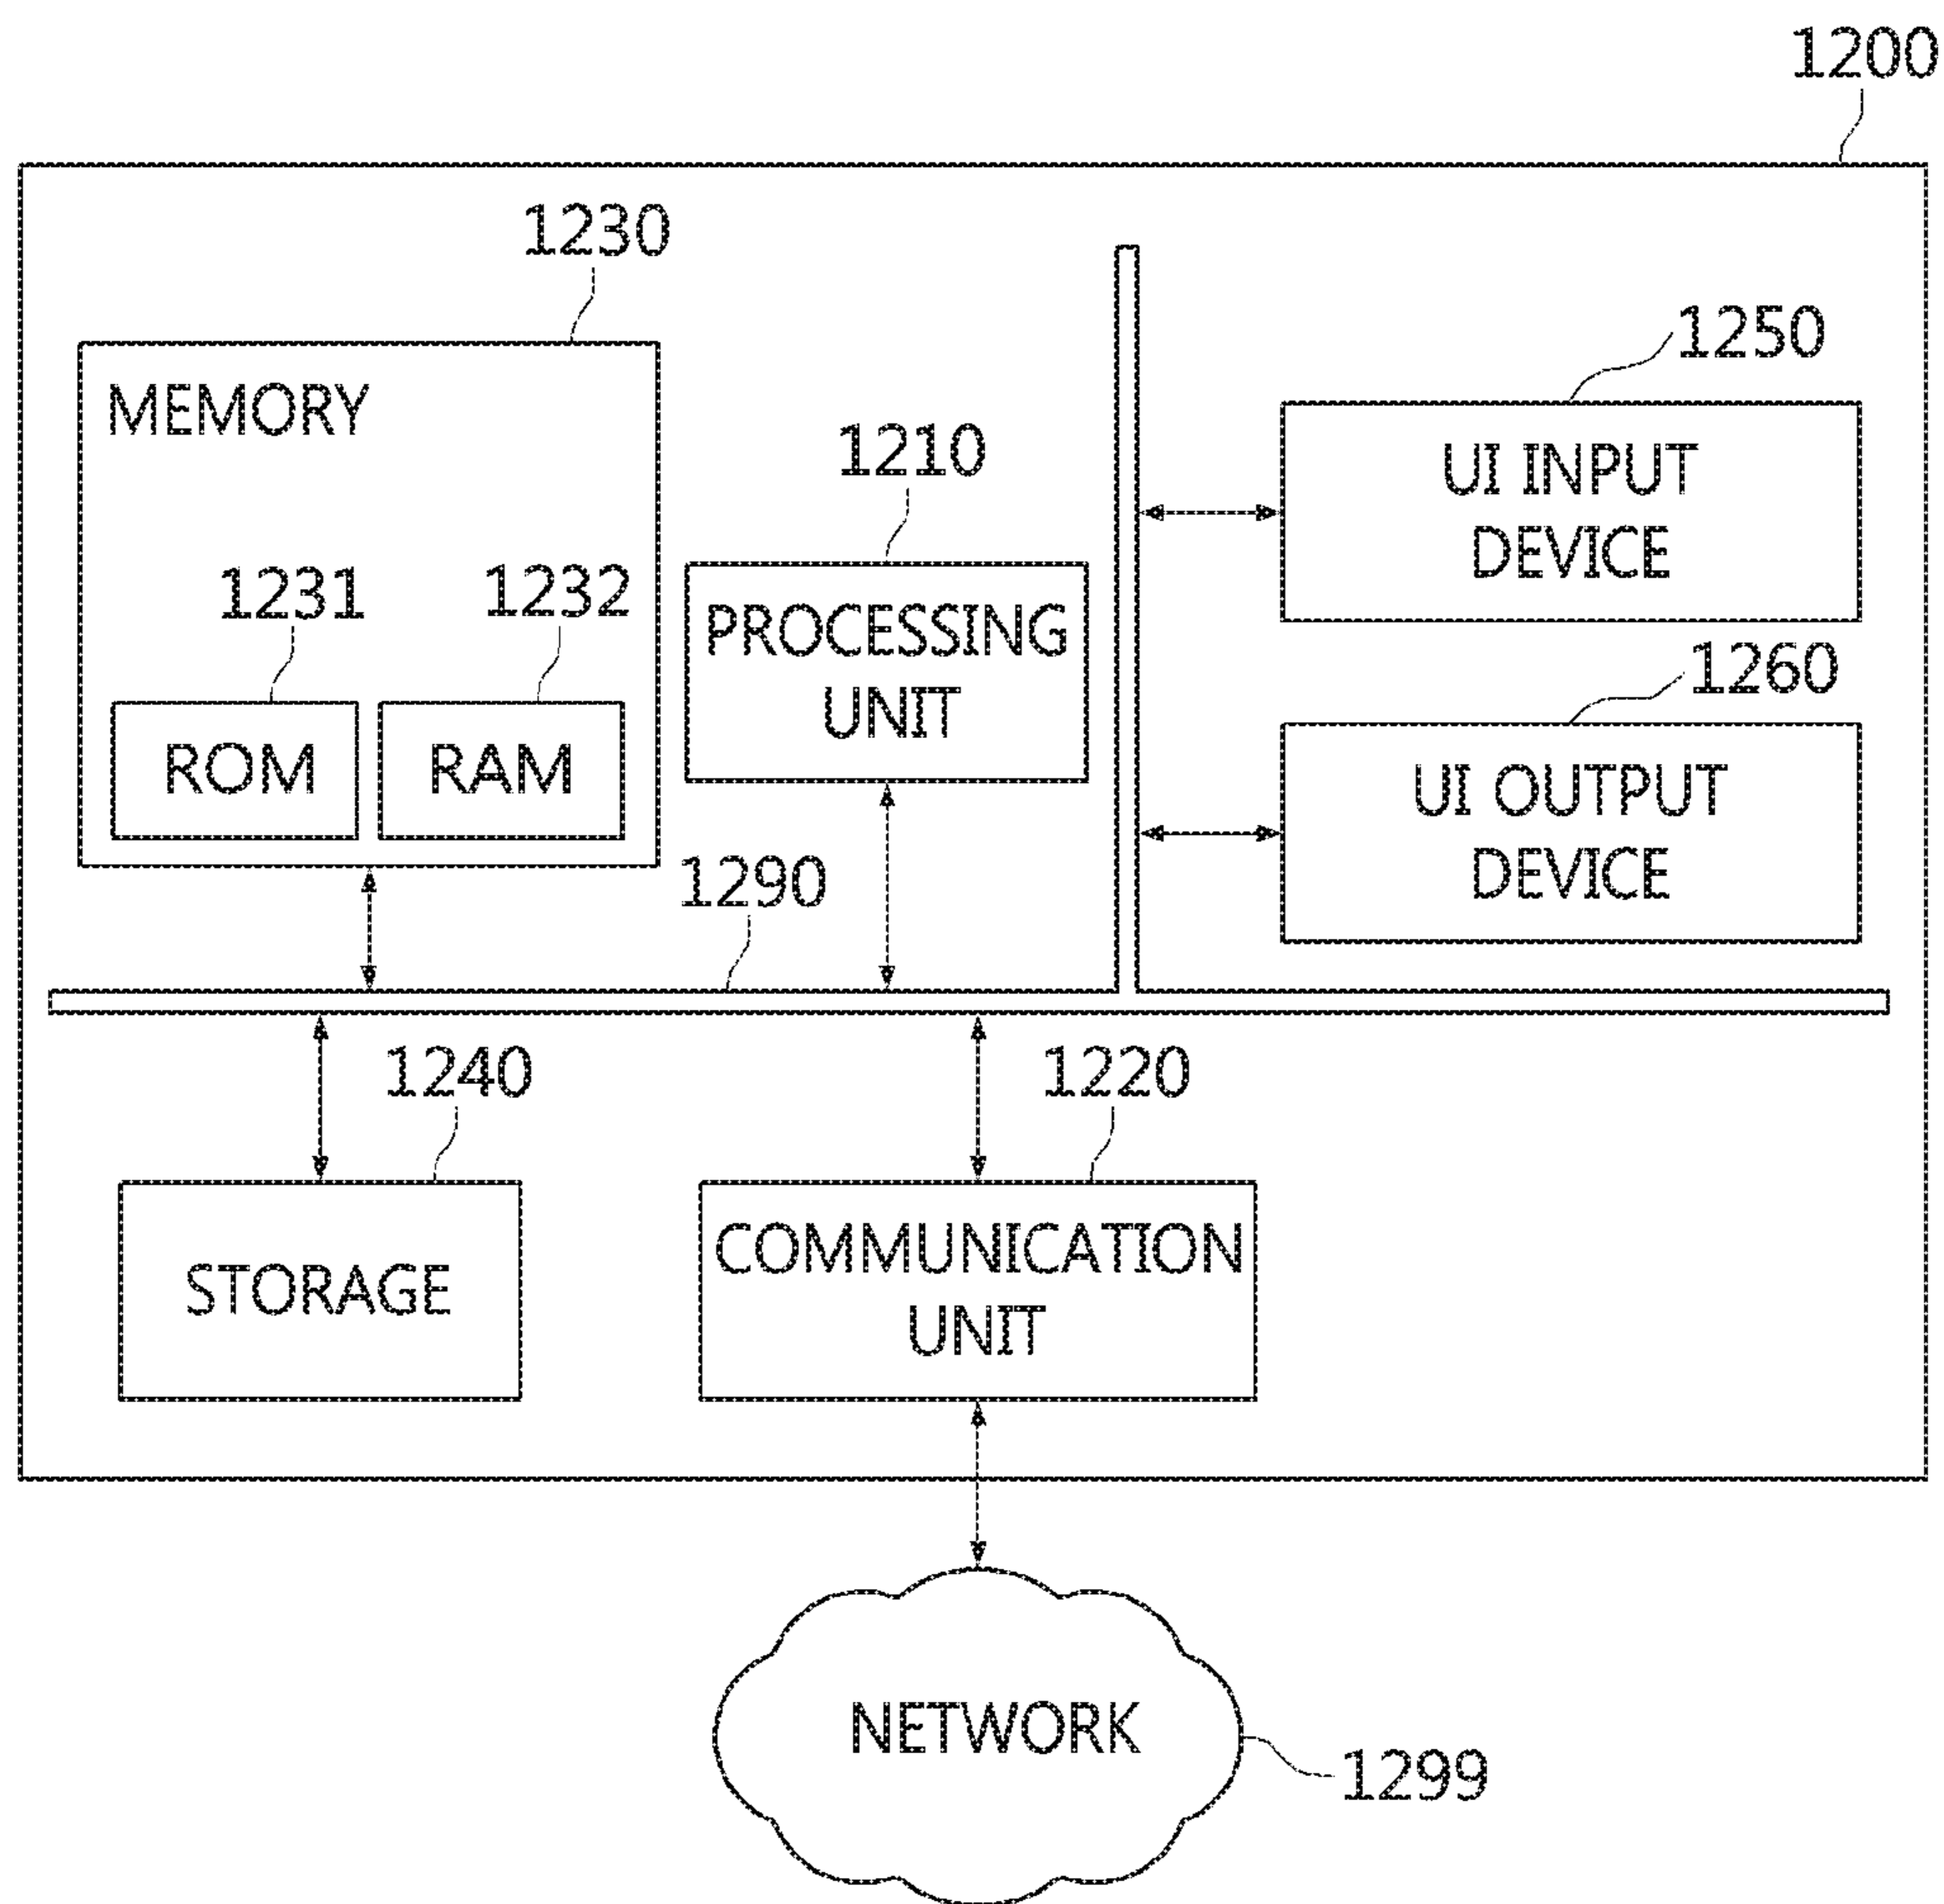 1200
1230
MEMORY
1250
1210
UI INPUT
DEVICE
1231
1232
PROCESSING
UNIT
1260
ROM
RAM
UI OUTPUT
DEVICE
1290
1240
1220
STORAGE
COMMUNICATION
UNIT
NETWORK
1299